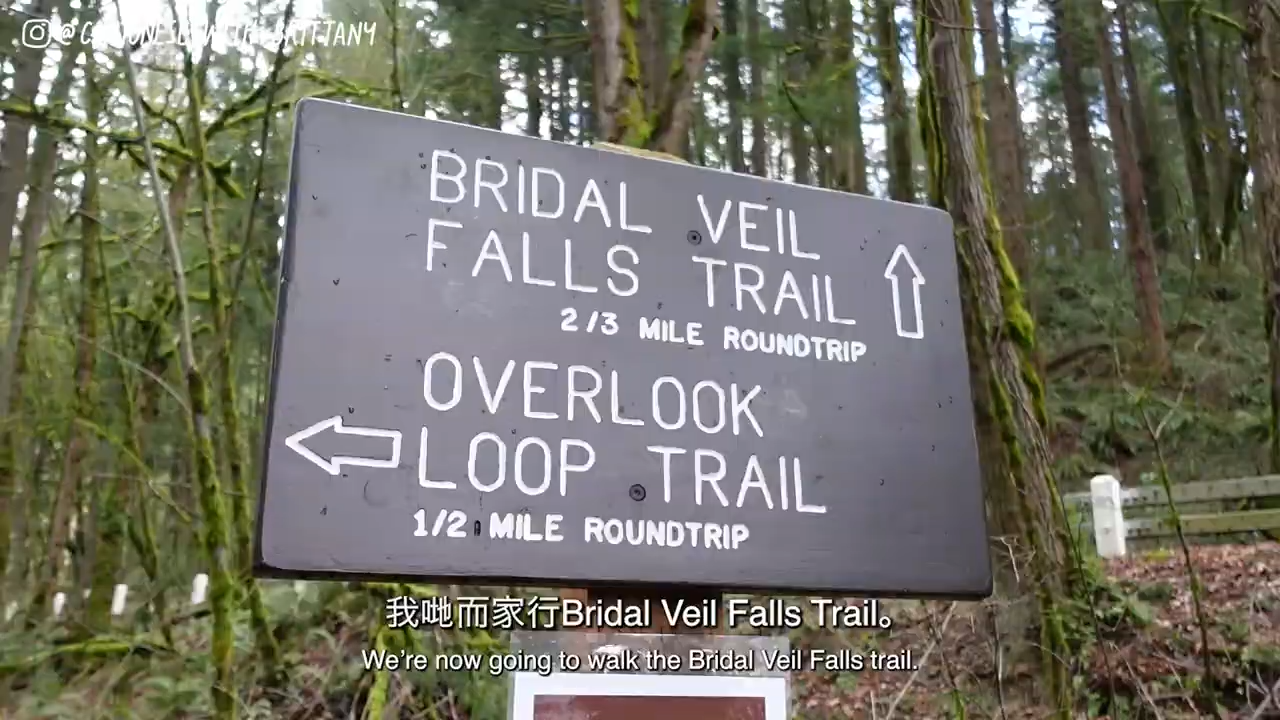 @CANTONESEWITHBRITTANY
BRIDAL VEIL
FALLS TRAIL
2/3 MILE ROUNDTRIP
OVERLOOK
LOOP TRAIL
1/2 MILE ROUNDTRIP
我哋而家行Bridal Veil Falls Trail。
We're now going to walk the Bridal Veil Falls trail.